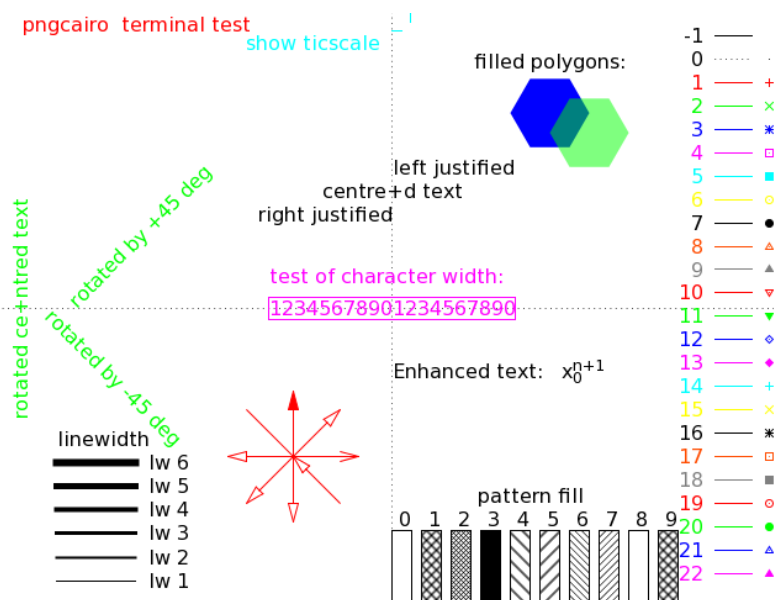 pngcairo  terminal test
show ticscale
filled polygons:
left justified
centre+d text
right justified
rotated ce+ntred text
rotated by +45 deg
rotated by -45 deg
test of character width:
12345678901234567890
Enhanced text:   x₀ⁿ⁺¹
linewidth
lw 6
lw 5
lw 4
lw 3
lw 2
lw 1
pattern fill
0 1 2 3 4 5 6 7 8 9
-1
0
1
2
3
4
5
6
7
8
9
10
11
12
13
14
15
16
17
18
19
20
21
22